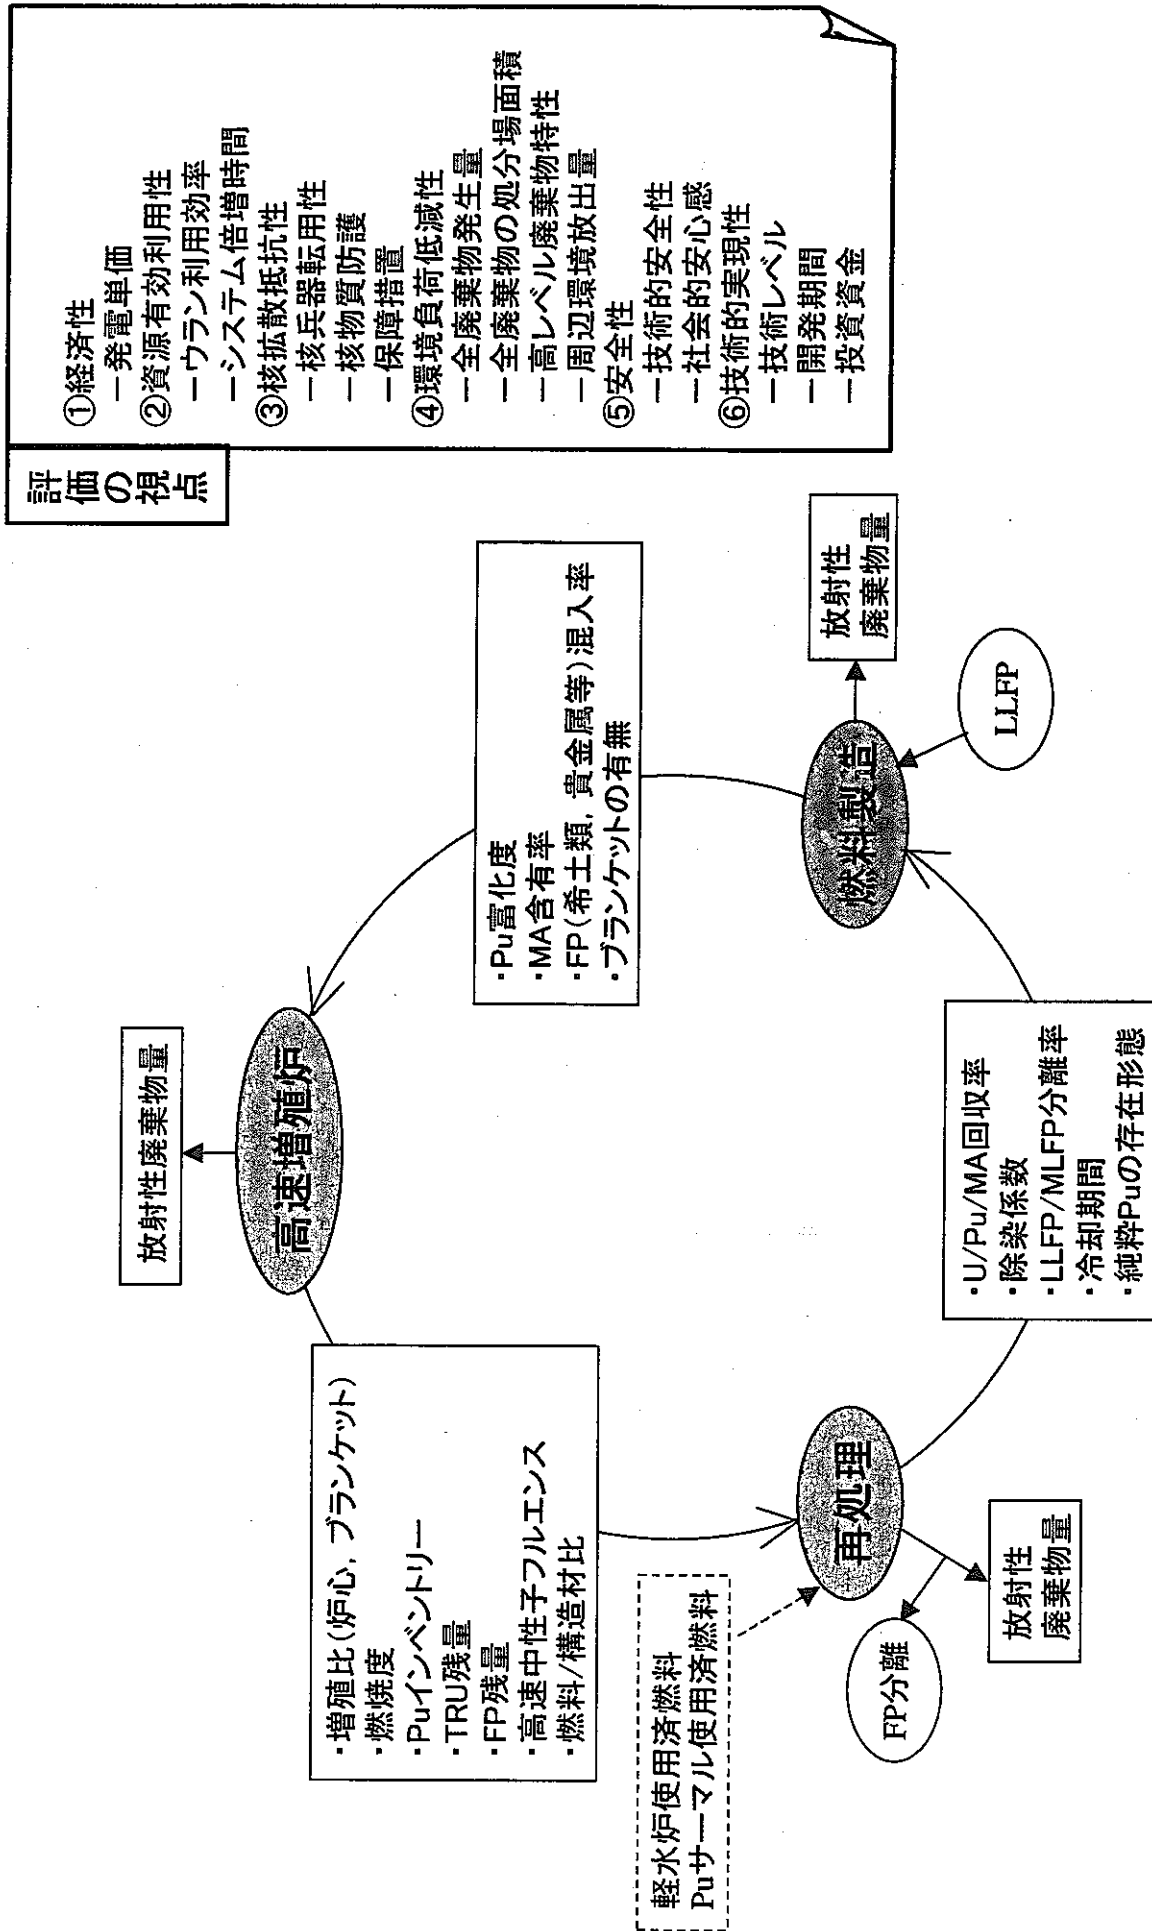 放射性廃棄物量
高速増殖炉
・増殖比(炉心, ブランケット)
・燃焼度
・Puインベントリー
・TRU残量
・FP残量
・高速中性子フルエンス
・燃料/構造材比
・Pu富化度
・MA含有率
・FP(希土類, 貴金属等)混入率
・ブランケットの有無
軽水炉使用済燃料
Puサーマル使用済燃料
再処理
燃料製造
FP分離
放射性
廃棄物量
・U/Pu/MA回収率
・除染係数
・LLFP/MLFP分離率
・冷却期間
・純粋Puの存在形態
LLFP
放射性
廃棄物量
評価の視点
①経済性
－発電単価
②資源有効利用性
－ウラン利用効率
－システム倍増時間
③核拡散抵抗性
－核兵器転用性
－核物質防護
－保障措置
④環境負荷低減性
－全廃棄物発生量
－全廃棄物の処分場面積
－高レベル廃棄物特性
－周辺環境放出量
⑤安全性
－技術的安全性
－社会的安心感
⑥技術的実現性
－技術レベル
－開発期間
－投資資金